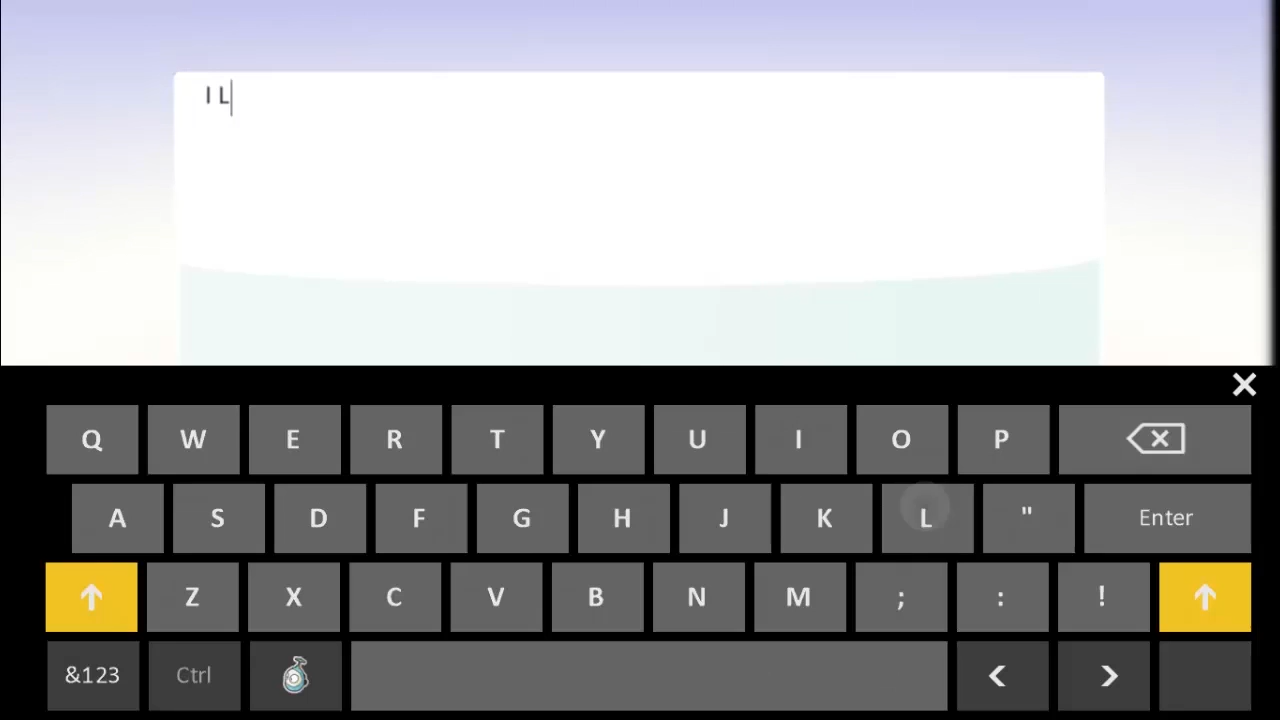 I L
Q W E R T Y U I O P
A S D F G H J K L " Enter
Z X C V B N M ; : !
&123 Ctrl < >